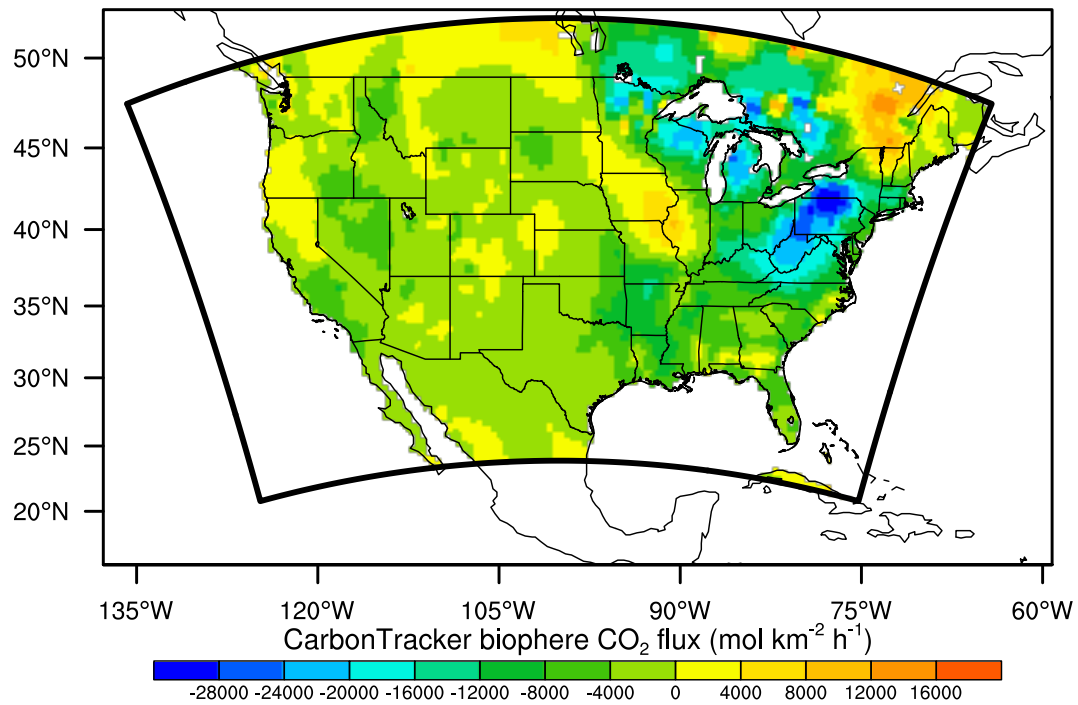 50°N
45°N
40°N
35°N
30°N
25°N
20°N
135°W 120°W 105°W 90°W 75°W 60°W
CarbonTracker biophere CO₂ flux (mol km⁻² h⁻¹)
-28000 -24000 -20000 -16000 -12000 -8000 -4000 0 4000 8000 12000 16000